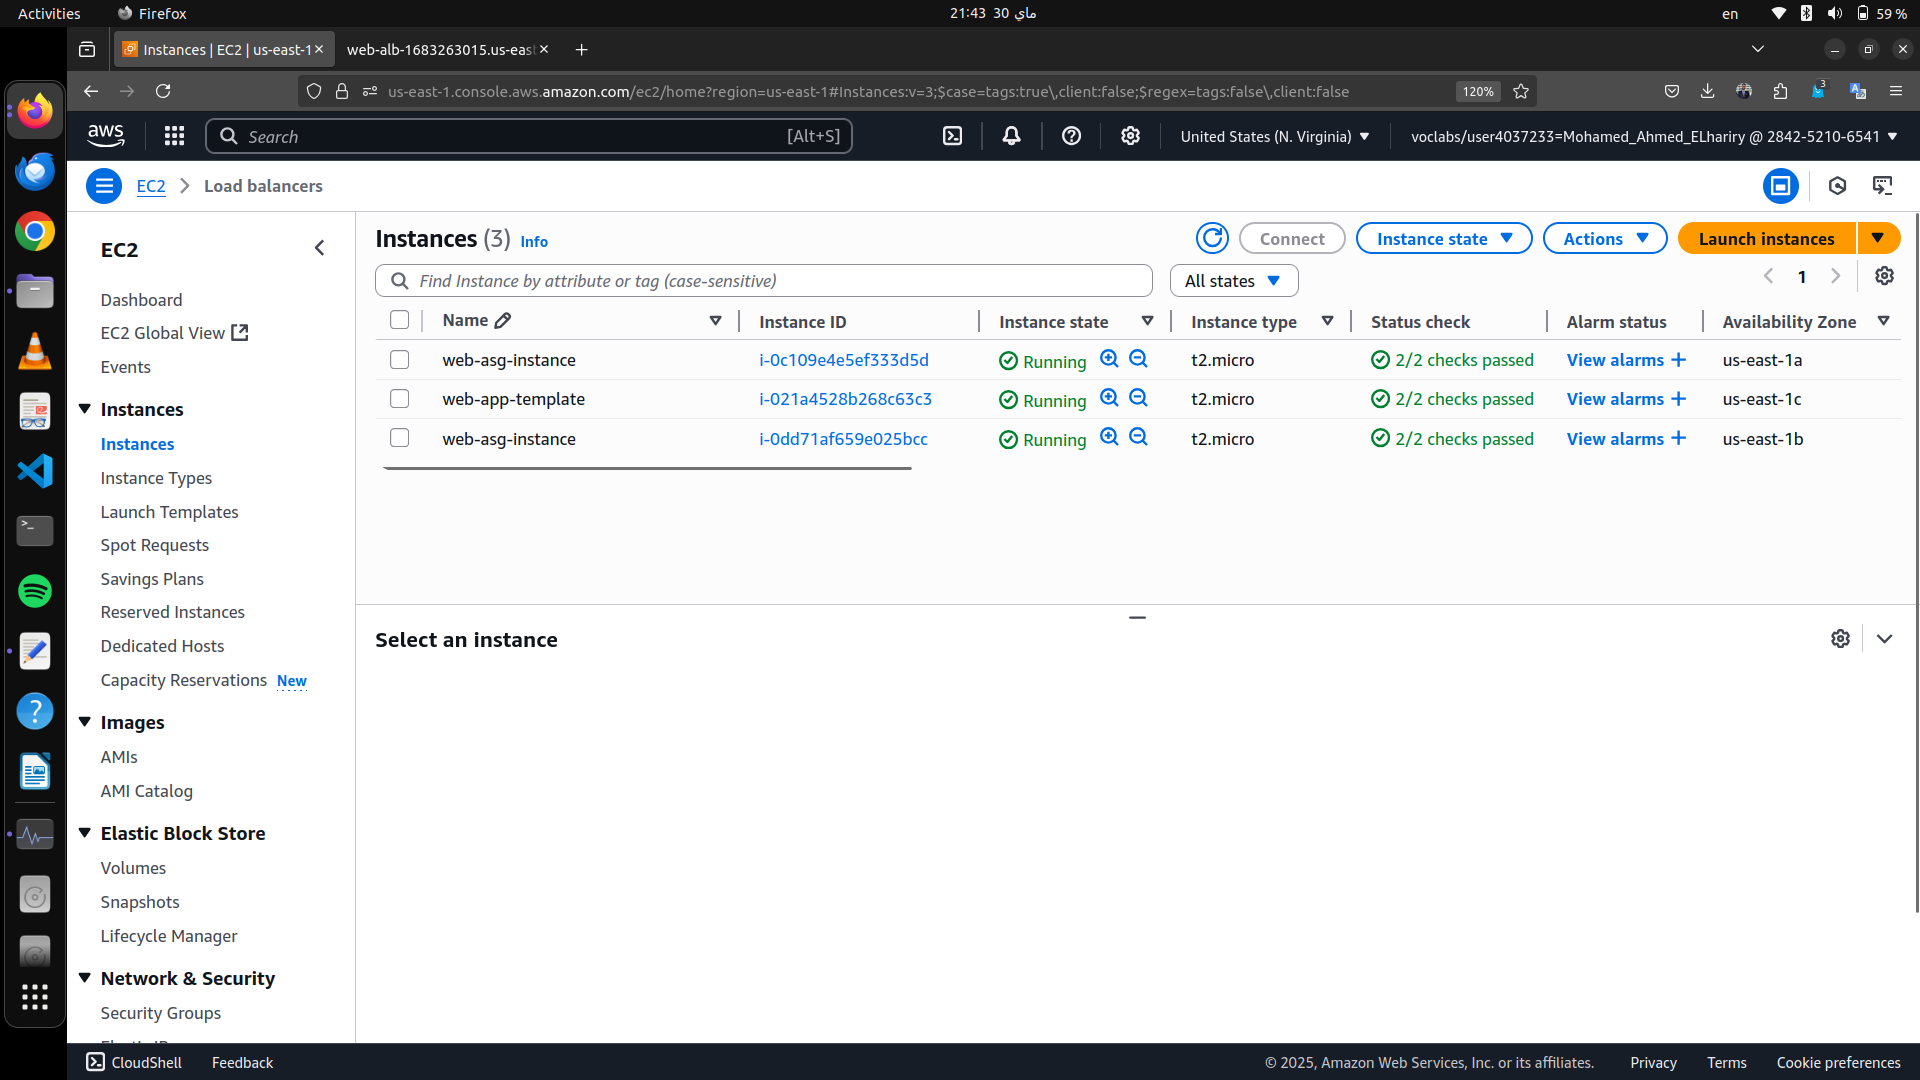 Activities
Firefox
21:43 30 ماي
en
59 %
Instances | EC2 | us-east-1
web-alb-1683263015.us-eas
us-east-1.console.aws.amazon.com/ec2/home?region=us-east-1#Instances:v=3;$case=tags:true\,client:false;$regex=tags:false\,client:false
120%
3
aws
Search
[Alt+S]
United States (N. Virginia)
voclabs/user4037233=Mohamed_Ahmed_ELhariry @ 2842-5210-6541
EC2
Load balancers
EC2
Dashboard
EC2 Global View
Events
Instances
Instances
Instance Types
Launch Templates
Spot Requests
Savings Plans
Reserved Instances
Dedicated Hosts
Capacity Reservations New
Images
AMIs
AMI Catalog
Elastic Block Store
Volumes
Snapshots
Lifecycle Manager
Network & Security
Security Groups
Instances (3) Info
Connect
Instance state
Actions
Launch instances
Find Instance by attribute or tag (case-sensitive)
All states
1
Name Instance ID Instance state Instance type Status check Alarm status Availability Zone
web-asg-instance i-0c109e4e5ef333d5d Running t2.micro 2/2 checks passed View alarms + us-east-1a
web-app-template i-021a4528b268c63c3 Running t2.micro 2/2 checks passed View alarms + us-east-1c
web-asg-instance i-0dd71af659e025bcc Running t2.micro 2/2 checks passed View alarms + us-east-1b
Select an instance
CloudShell
Feedback
© 2025, Amazon Web Services, Inc. or its affiliates.
Privacy
Terms
Cookie preferences